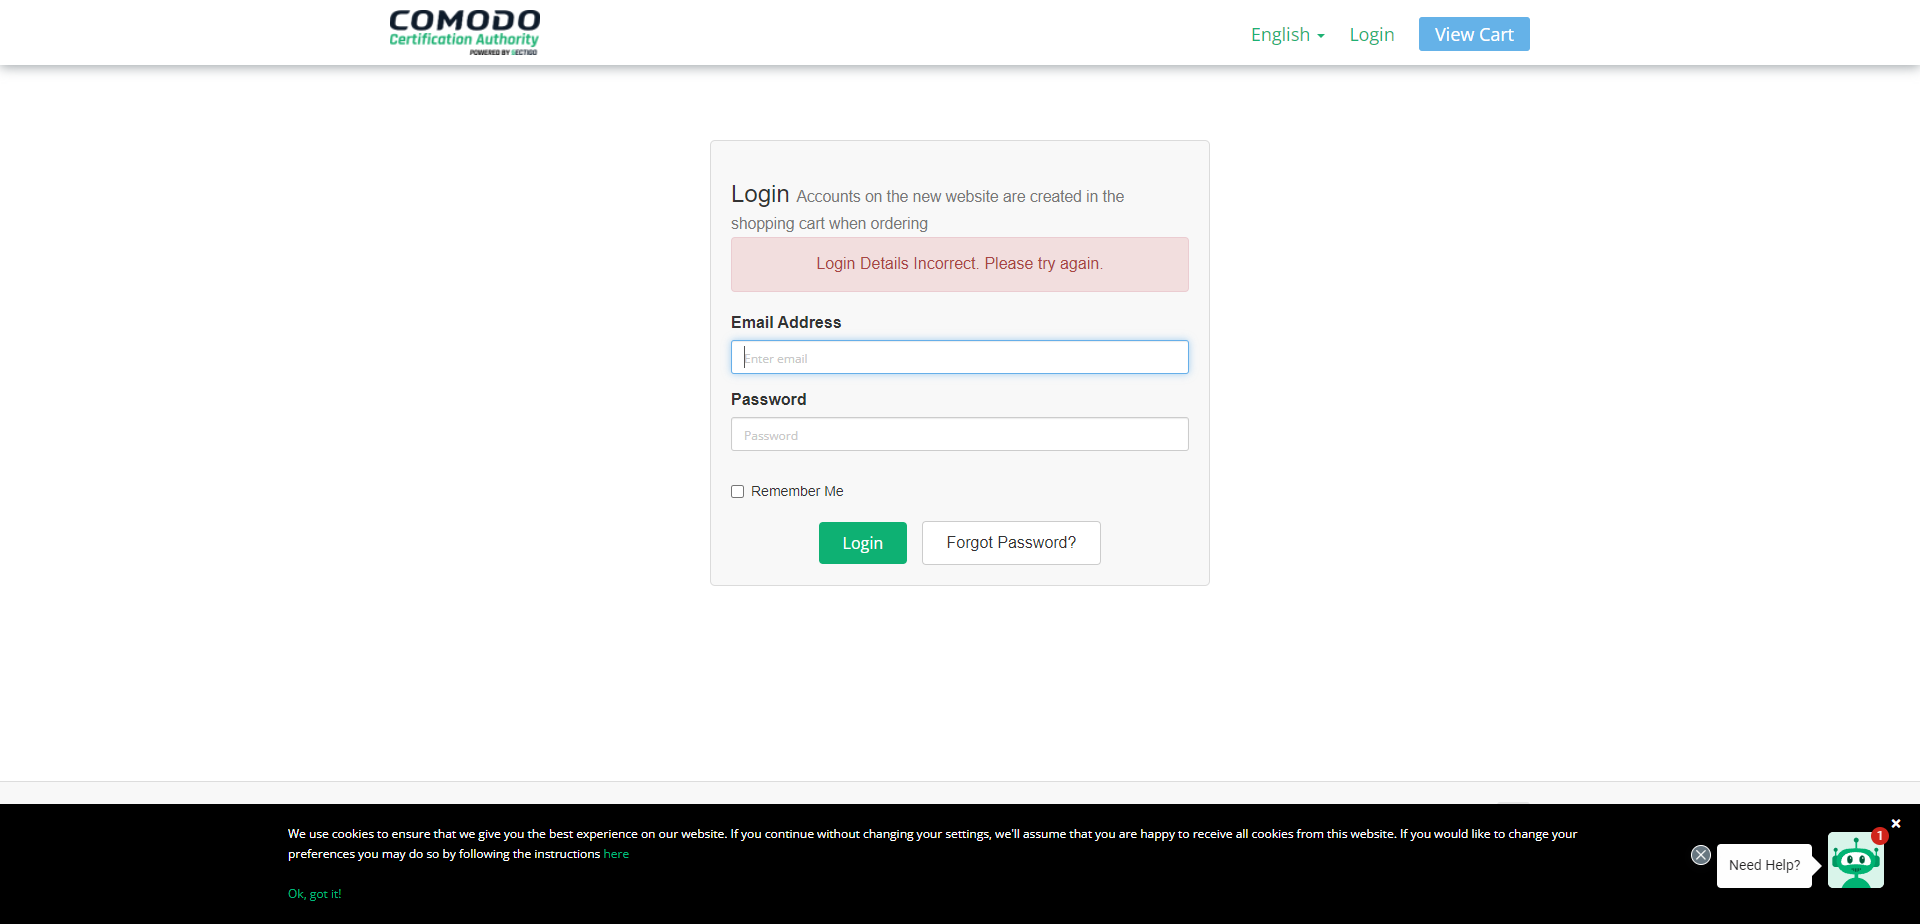 COMODO
Certification Authority
POWERED BY SECTIGO
English
Login
View Cart
Login Accounts on the new website are created in the
shopping cart when ordering
Login Details Incorrect. Please try again.
Email Address
Enter email
Password
Password
Remember Me
Login
Forgot Password?
We use cookies to ensure that we give you the best experience on our website. If you continue without changing your settings, we'll assume that you are happy to receive all cookies from this website. If you would like to change your
preferences you may do so by following the instructions here
Ok, got it!
Need Help?
1